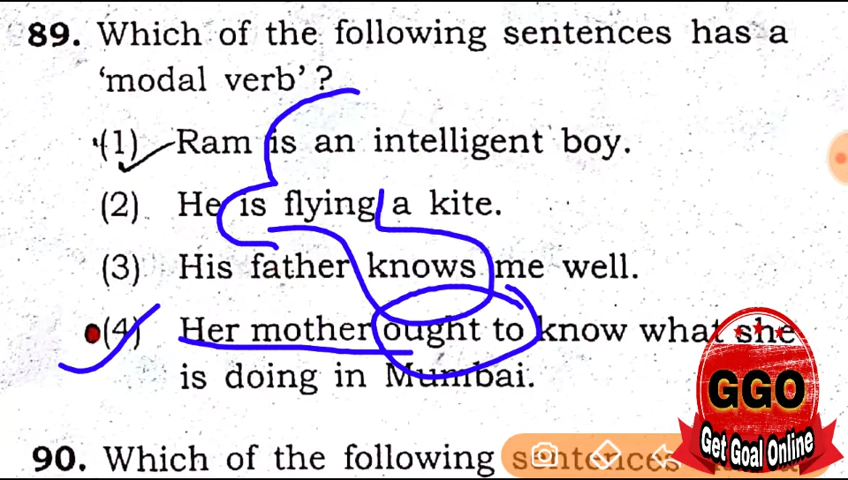 89. Which of the following sentences has a
‘modal verb’ ?
(1) Ram is an intelligent boy.
(2) He is flying a kite.
(3) His father knows me well.
(4) Her mother ought to know what she
is doing in Mumbai.
90. Which of the following sentences
GGO
Get Goal Online